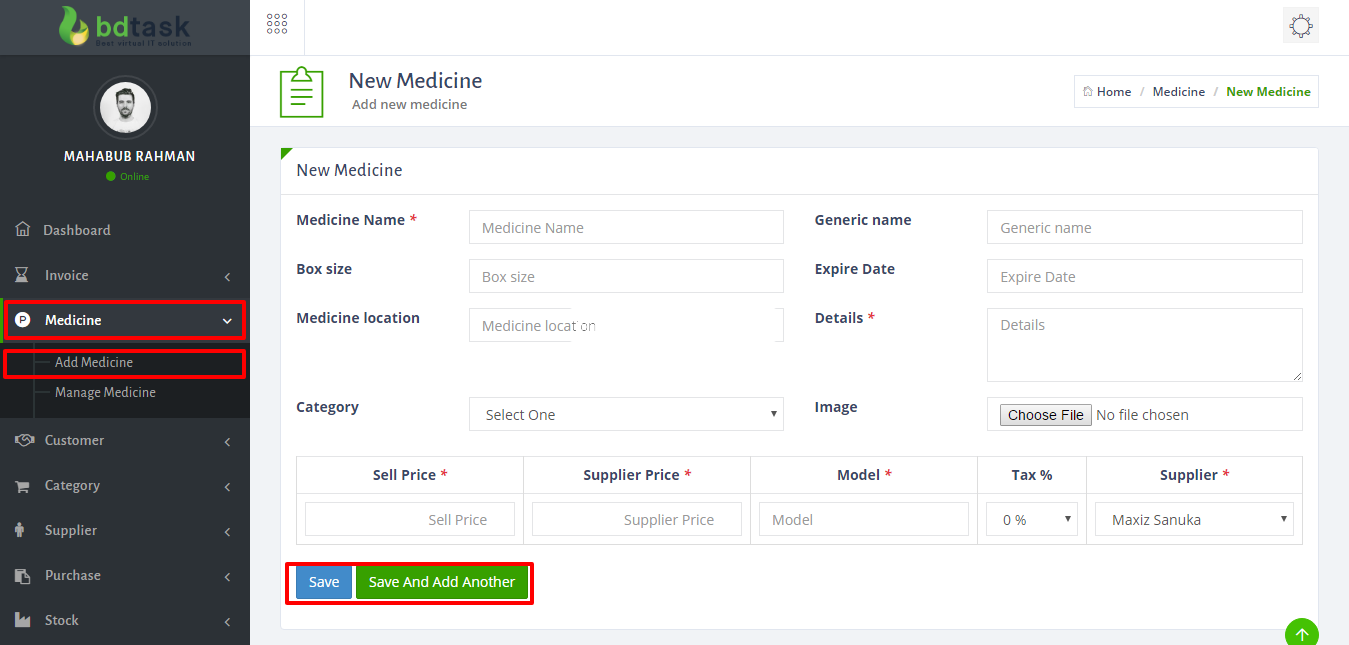 bdtask
Best virtual IT solution
MAHABUB RAHMAN
Online
Dashboard
Invoice
Medicine
Add Medicine
Manage Medicine
Customer
Category
Supplier
Purchase
Stock
New Medicine
Add new medicine
Home / Medicine / New Medicine
New Medicine
Medicine Name *
Medicine Name
Generic name
Generic name
Box size
Box size
Expire Date
Expire Date
Medicine location
Medicine location
Details *
Details
Category
Select One
Image
Choose File No file chosen
Sell Price * Supplier Price * Model * Tax % Supplier *
Sell Price Supplier Price Model 0 % Maxiz Sanuka
Save Save And Add Another